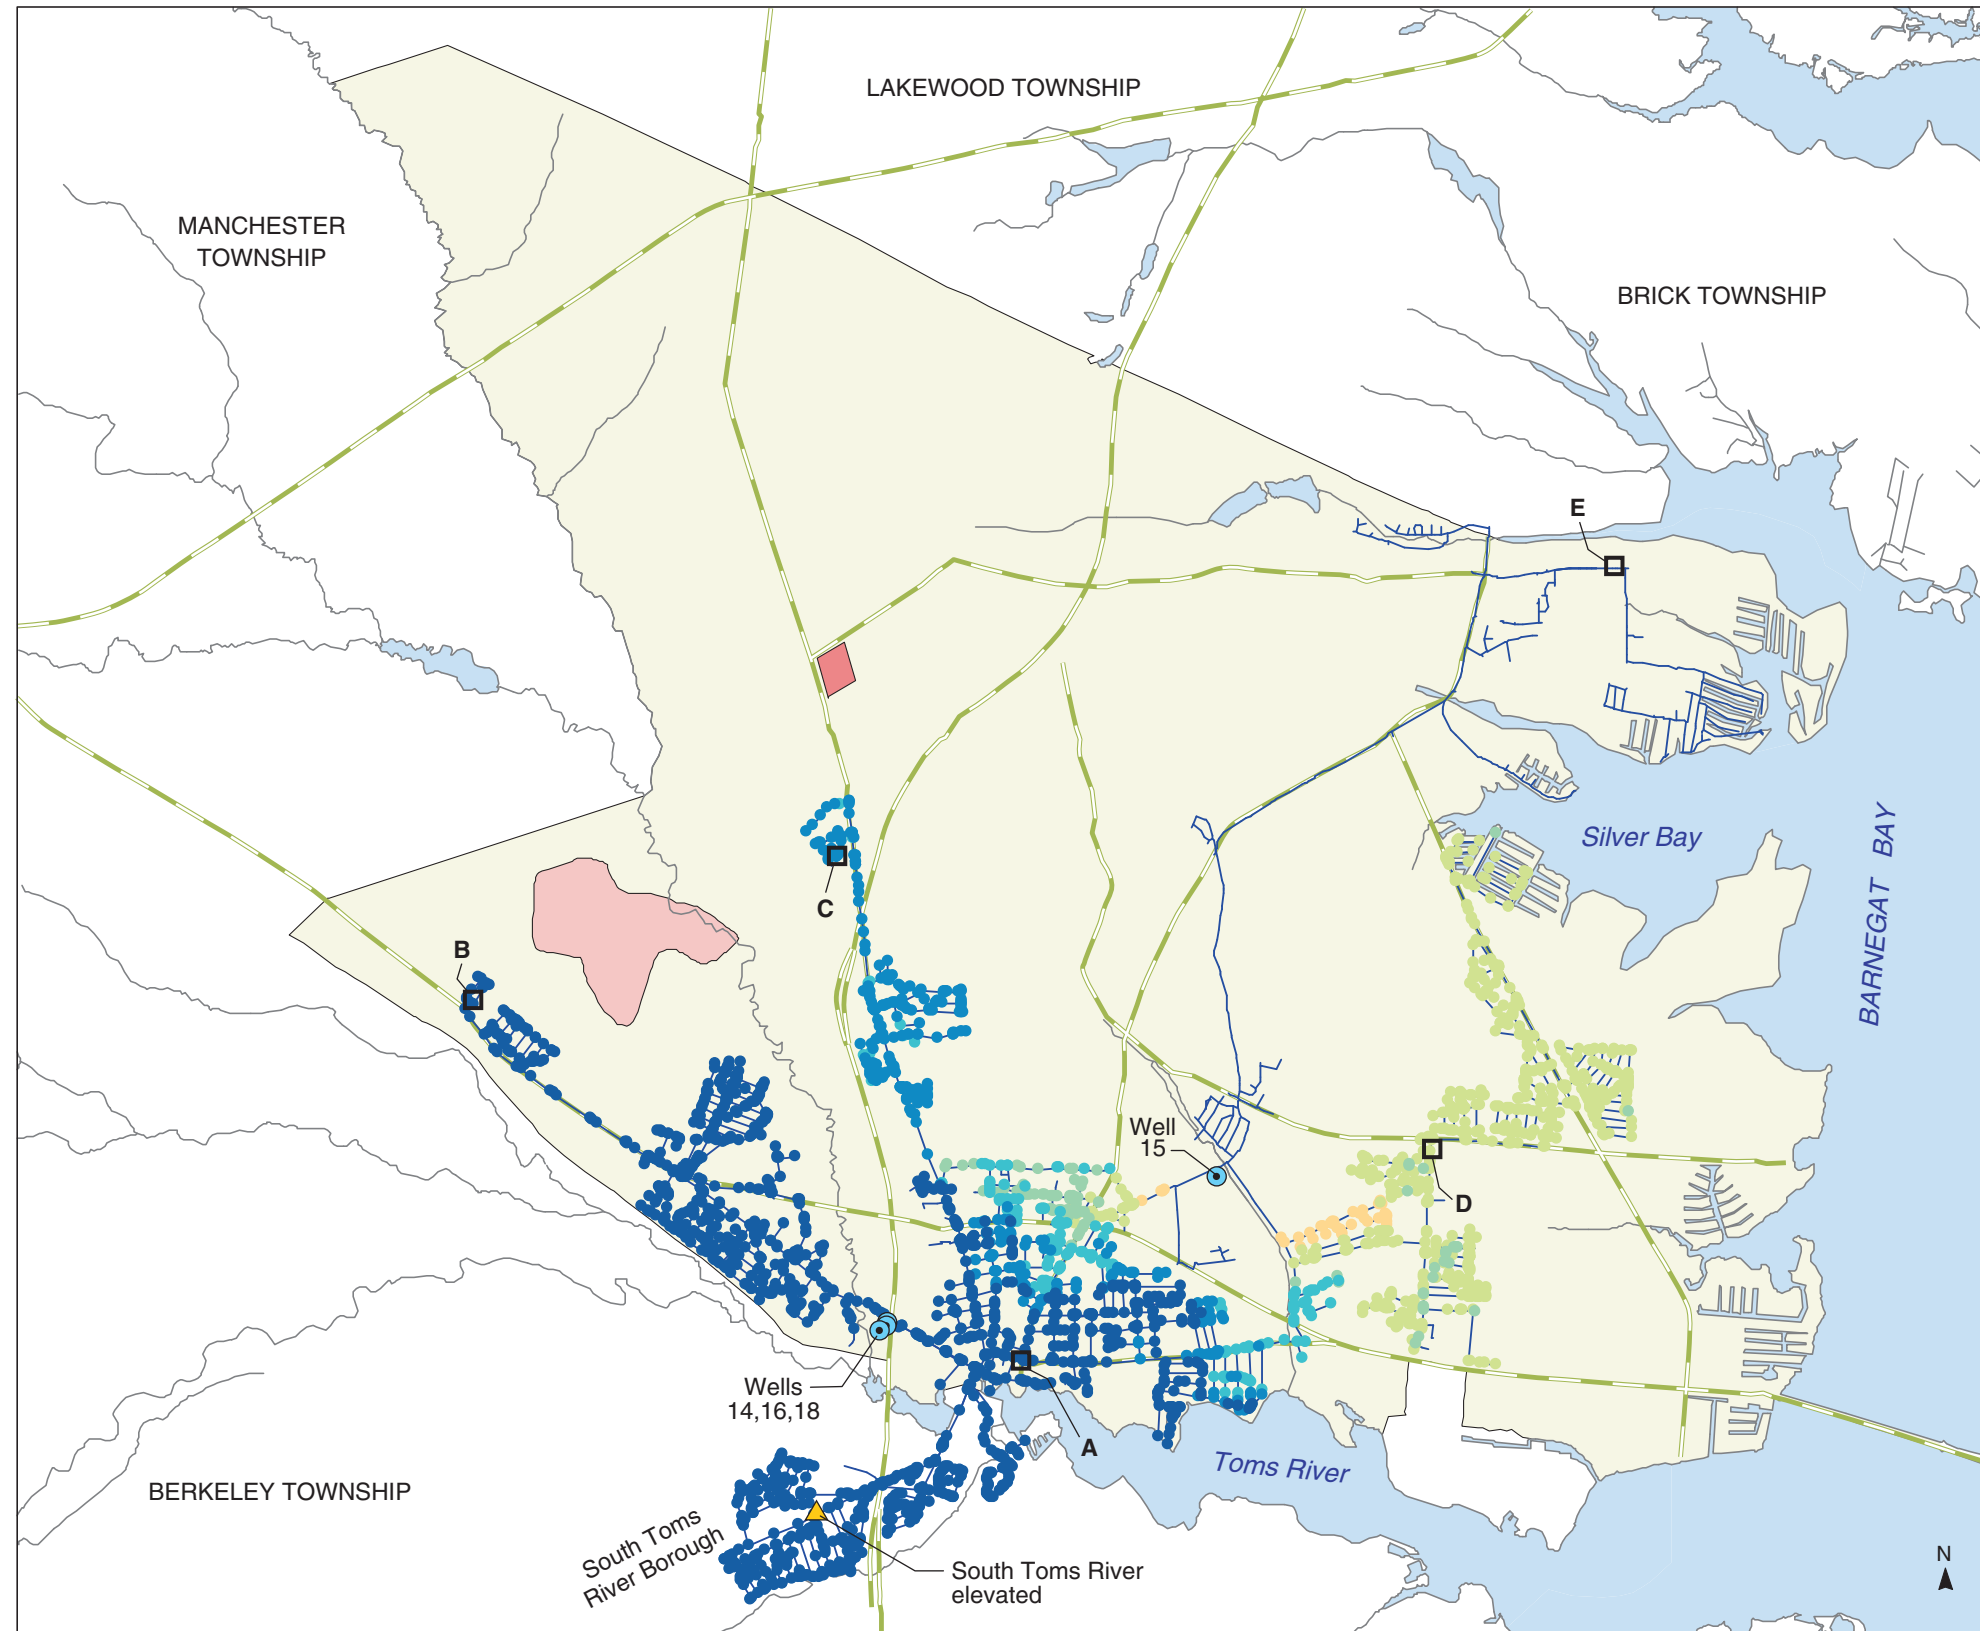 LAKEWOOD TOWNSHIP
MANCHESTER
TOWNSHIP
BRICK TOWNSHIP
E
Silver Bay
BARNEGAT BAY
C
B
Well
15
D
Wells
14,16,18
A
Toms River
BERKELEY TOWNSHIP
South Toms
River Borough
South Toms River
elevated
N